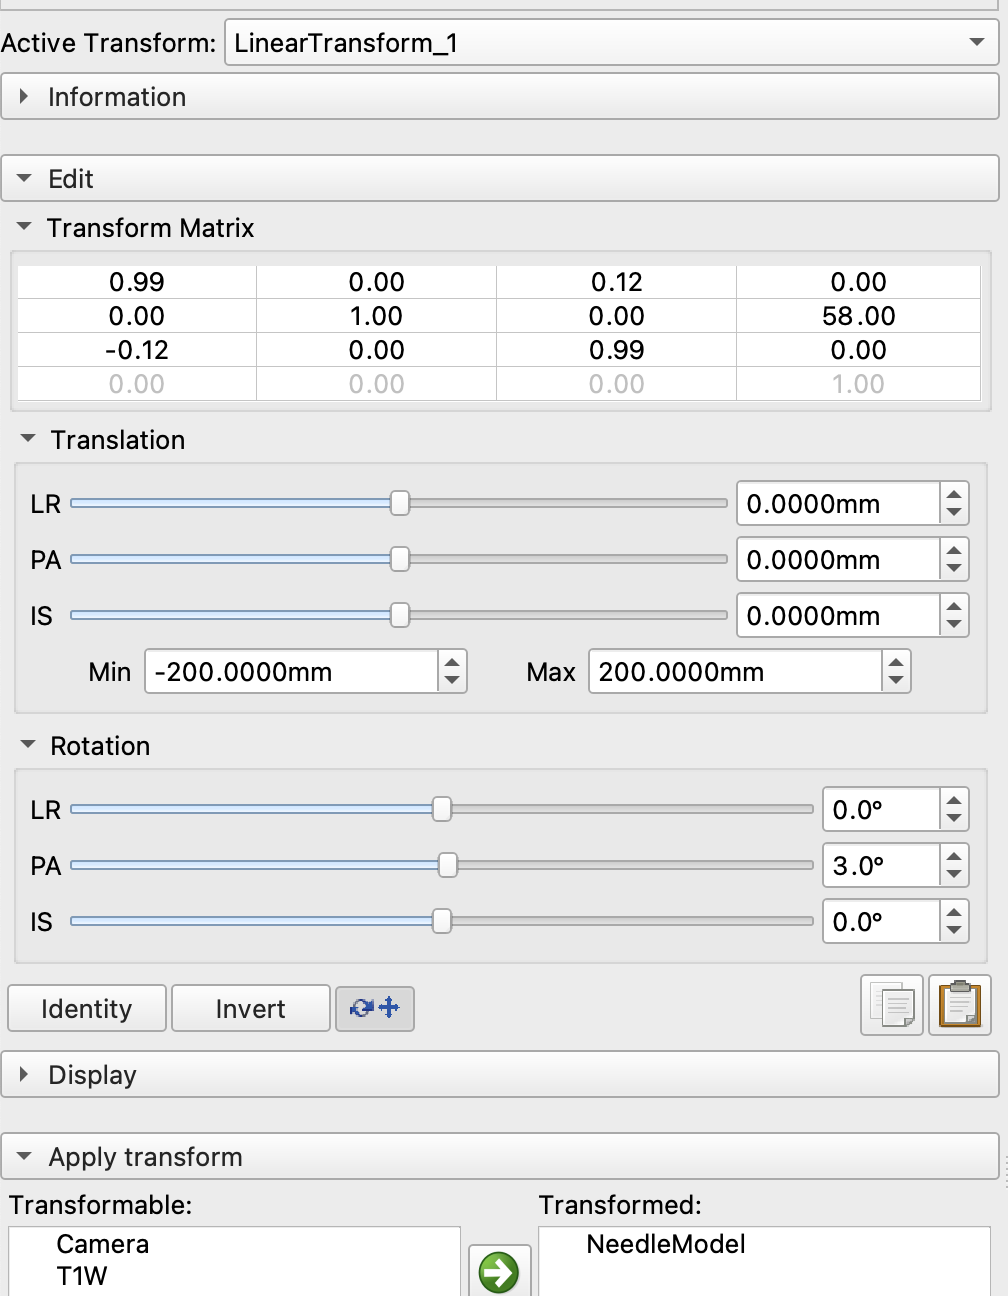 Active Transform: LinearTransform_1
Information
Edit
Transform Matrix
0.99 0.00 0.12 0.00
0.00 1.00 0.00 58.00
-0.12 0.00 0.99 0.00
0.00 0.00 0.00 1.00
Translation
LR 0.0000mm
PA 0.0000mm
IS 0.0000mm
Min -200.0000mm Max 200.0000mm
Rotation
LR 0.0°
PA 3.0°
IS 0.0°
Identity Invert
Display
Apply transform
Transformable: Transformed:
Camera NeedleModel
T1W